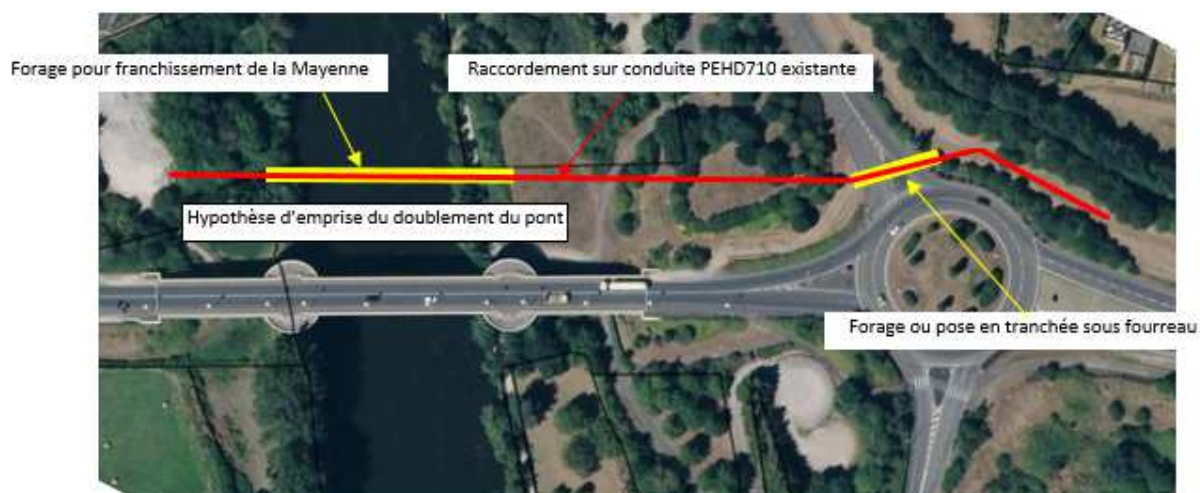 Forage pour franchissement de la Mayenne
Raccordement sur conduite PEHD710 existante
Hypothèse d'emprise du doublement du pont
Forage ou pose en tranchée sous fourreau